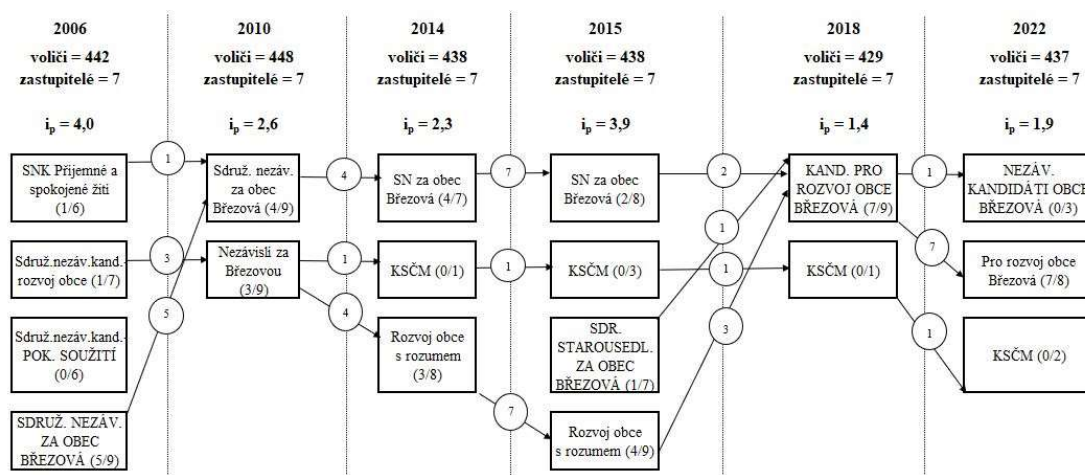 2006
voliči = 442
zastupitelé = 7
i_p = 4,0
SNK Příjemné a
spokojené žití
(1/6)
Sdruž.nezáv.kand.-
rozvoj obce (1/7)
Sdruž.nezáv.kand.-
POK. SOUŽITÍ
(0/6)
SDRUŽ. NEZÁV.
ZA OBEC
BŘEZOVÁ (5/9)
1
3
5
2010
voliči = 448
zastupitelé = 7
i_p = 2,6
Sdruž. nezáv.
za obec
Březová (4/9)
Nezávislí za
Březovou
(3/9)
4
1
4
2014
voliči = 438
zastupitelé = 7
i_p = 2,3
SN za obec
Březová (4/7)
KSČM (0/1)
Rozvoj obce
s rozumem
(3/8)
7
1
7
2015
voliči = 438
zastupitelé = 7
i_p = 3,9
SN za obec
Březová (2/8)
KSČM (0/3)
SDR.
STAROUSEDL.
ZA OBEC
BŘEZOVÁ (1/7)
Rozvoj obce
s rozumem (4/9)
2
1
1
3
2018
voliči = 429
zastupitelé = 7
i_p = 1,4
KAND. PRO
ROZVOJ OBCE
BŘEZOVÁ (7/9)
KSČM (0/1)
1
7
1
2022
voliči = 437
zastupitelé = 7
i_p = 1,9
NEZÁV.
KANDIDÁTI OBCE
BŘEZOVÁ (0/3)
Pro rozvoj obce
Březová (7/8)
KSČM (0/2)